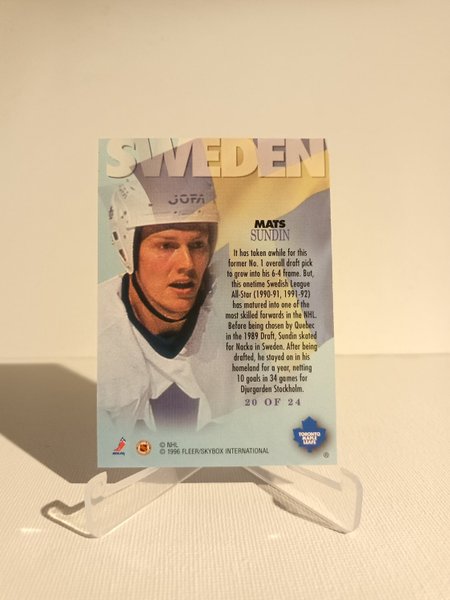 SWEDEN
JOFA
MATS
SUNDIN
It has taken awhile for this
former No. 1 overall draft pick
to grow into his 6-4 frame. But,
this onetime Swedish League
All-Star (1990-91, 1991-92)
has matured into one of the
most skilled forwards in the NHL.
Before being chosen by Quebec
in the 1989 Draft, Sundin skated
for Nacka in Sweden. After being
drafted, he stayed on in his
homeland for a year, netting
10 goals in 34 games for
Djurgarden Stockholm.
20 OF 24
TORONTO
MAPLE
LEAFS
©NHL
© 1996 FLEER/SKYBOX INTERNATIONAL
®